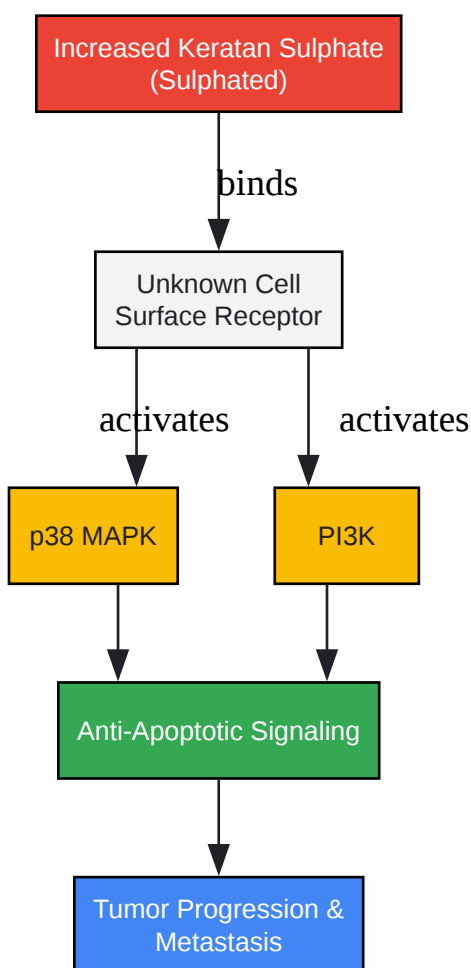 Increased Keratan Sulphate
(Sulphatan)
binds
Unknown Cell
Surface Receptor
activates
activates
p38 MAPK
PI3K
Anti-Apoptotic Signaling
Tumor Progression &
Metastasis